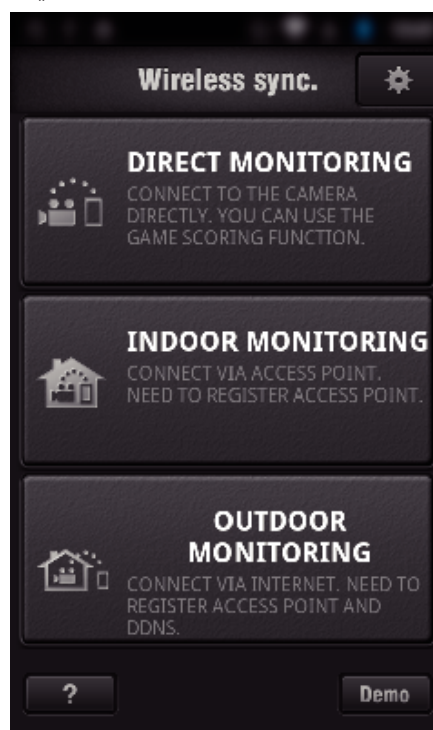 Wireless sync.
DIRECT MONITORING
CONNECT TO THE CAMERA
DIRECTLY. YOU CAN USE THE
GAME SCORING FUNCTION.
INDOOR MONITORING
CONNECT VIA ACCESS POINT.
NEED TO REGISTER ACCESS POINT.
OUTDOOR
MONITORING
CONNECT VIA INTERNET. NEED TO
REGISTER ACCESS POINT AND
DDNS.
?
Demo